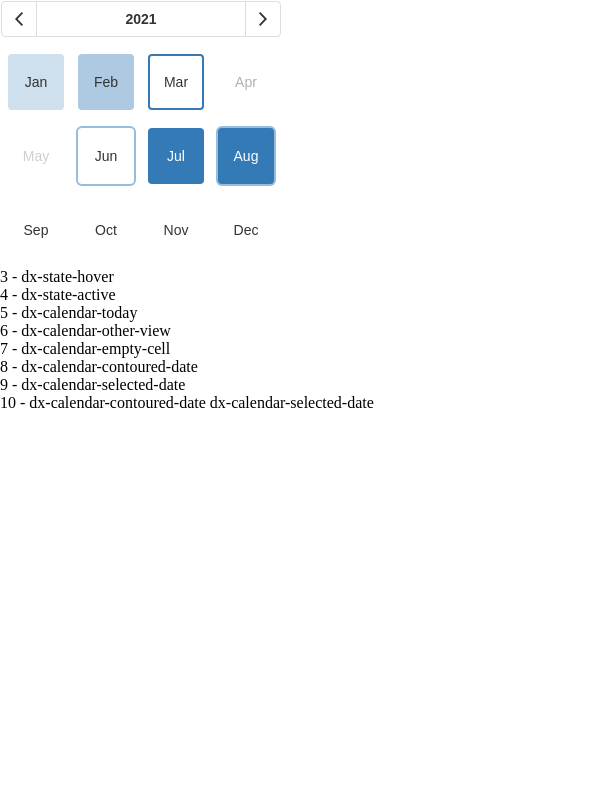 2021
Jan Feb Mar Apr
May Jun Jul Aug
Sep Oct Nov Dec
3 - dx-state-hover
4 - dx-state-active
5 - dx-calendar-today
6 - dx-calendar-other-view
7 - dx-calendar-empty-cell
8 - dx-calendar-contoured-date
9 - dx-calendar-selected-date
10 - dx-calendar-contoured-date dx-calendar-selected-date